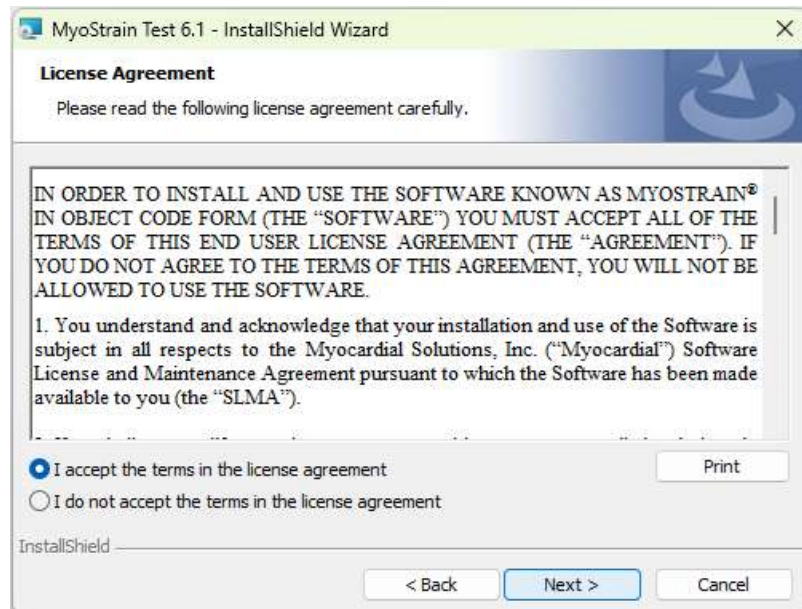 MyoStrain Test 6.1 - InstallShield Wizard
License Agreement
Please read the following license agreement carefully.
IN ORDER TO INSTALL AND USE THE SOFTWARE KNOWN AS MYOSTRAIN®
IN OBJECT CODE FORM (THE “SOFTWARE”) YOU MUST ACCEPT ALL OF THE
TERMS OF THIS END USER LICENSE AGREEMENT (THE “AGREEMENT”). IF
YOU DO NOT AGREE TO THE TERMS OF THIS AGREEMENT, YOU WILL NOT BE
ALLOWED TO USE THE SOFTWARE.
1. You understand and acknowledge that your installation and use of the Software is
subject in all respects to the Myocardial Solutions, Inc. (“Myocardial”) Software
License and Maintenance Agreement pursuant to which the Software has been made
available to you (the “SLMA”).
I accept the terms in the license agreement
Print
I do not accept the terms in the license agreement
InstallShield
< Back
Next >
Cancel